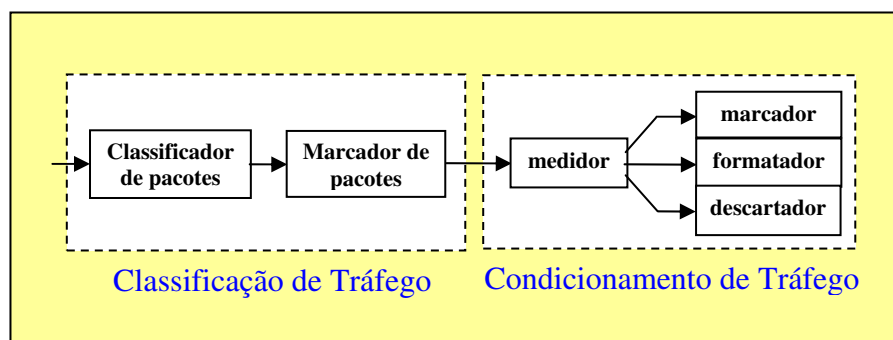 Classificador
de pacotes
Marcador de
pacotes
medidor
marcador
formatador
descartador
Classificação de Tráfego
Condicionamento de Tráfego